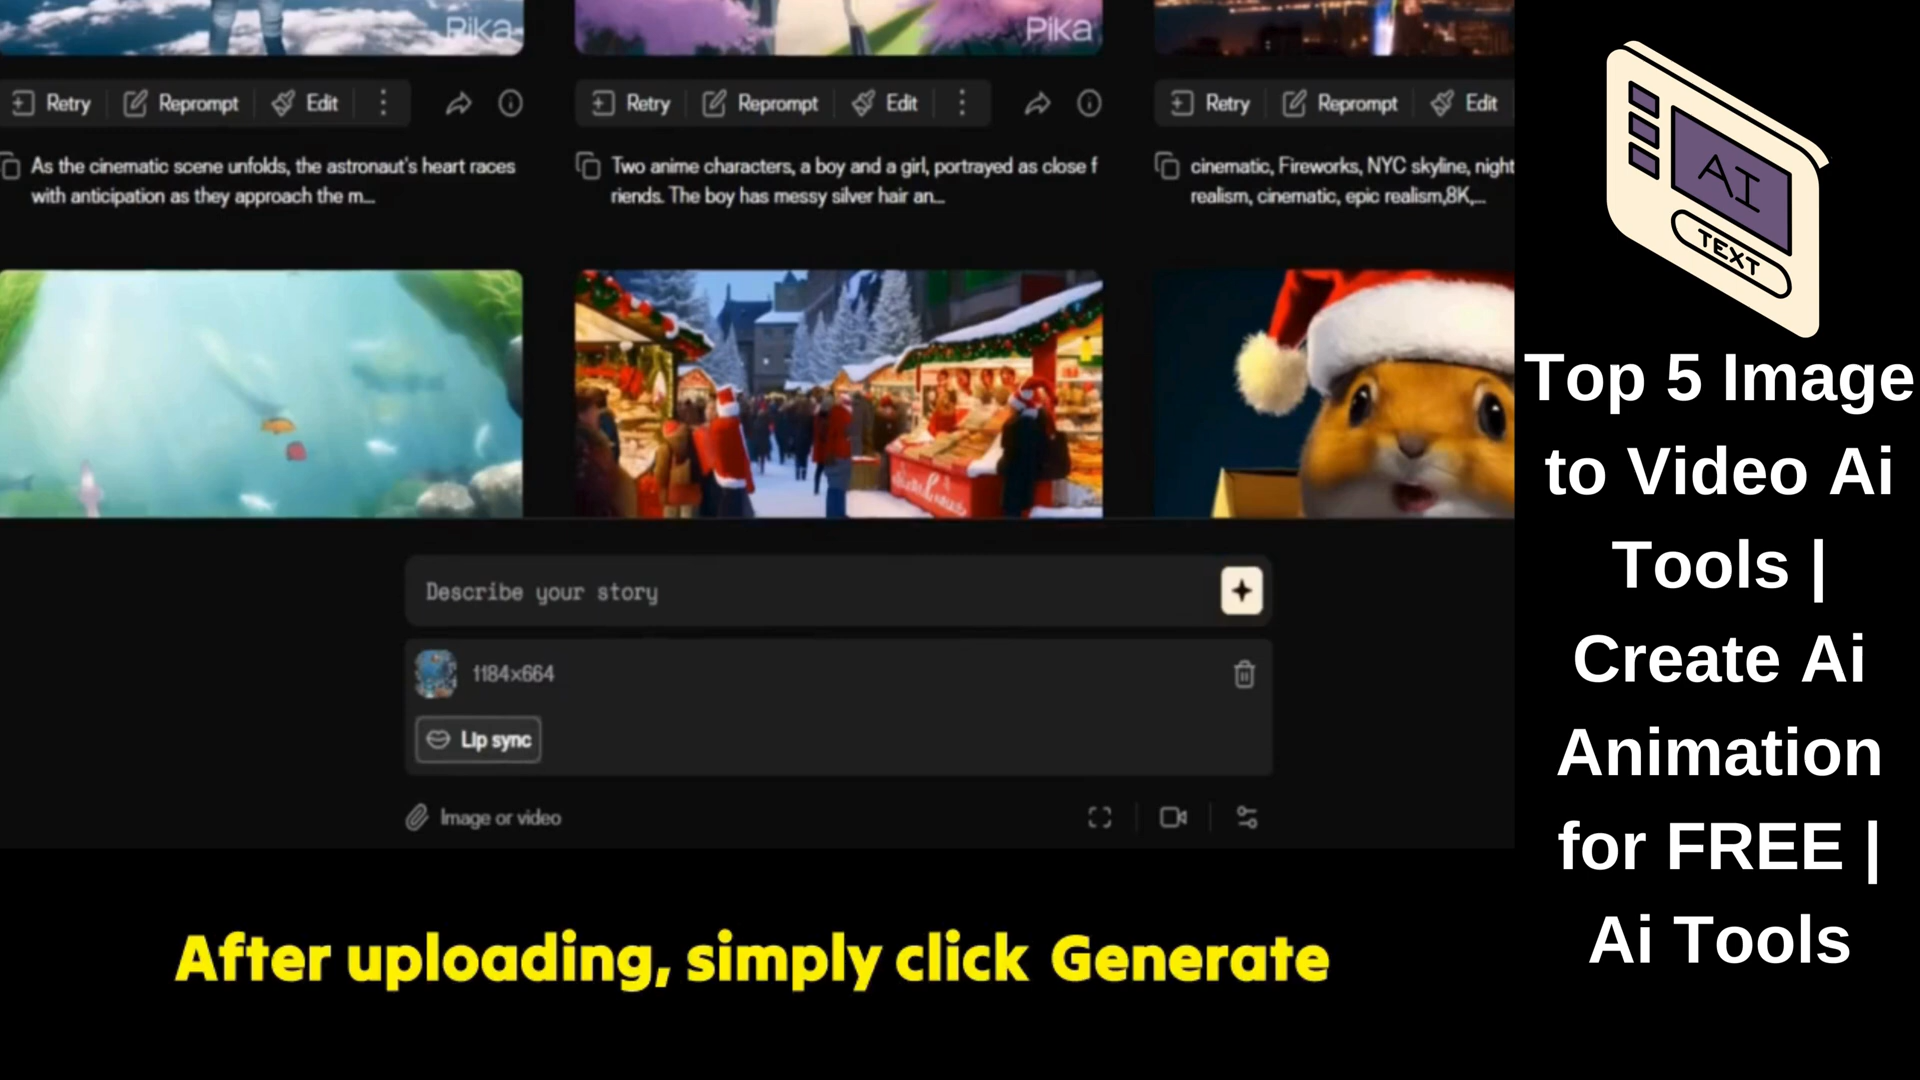 Pika
Pika
Retry Reprompt Edit
Retry Reprompt Edit
Retry Reprompt Edit
As the cinematic scene unfolds, the astronaut's heart races
with anticipation as they approach the m...
Two anime characters, a boy and a girl, portrayed as close f
riends. The boy has messy silver hair an...
cinematic, Fireworks, NYC skyline, night
realism, cinematic, epic realism,8K,...
Describe your story
1184×664
Lip sync
Image or video
After uploading, simply click Generate
AI
TEXT
Top 5 Image
to Video Ai
Tools |
Create Ai
Animation
for FREE |
Ai Tools